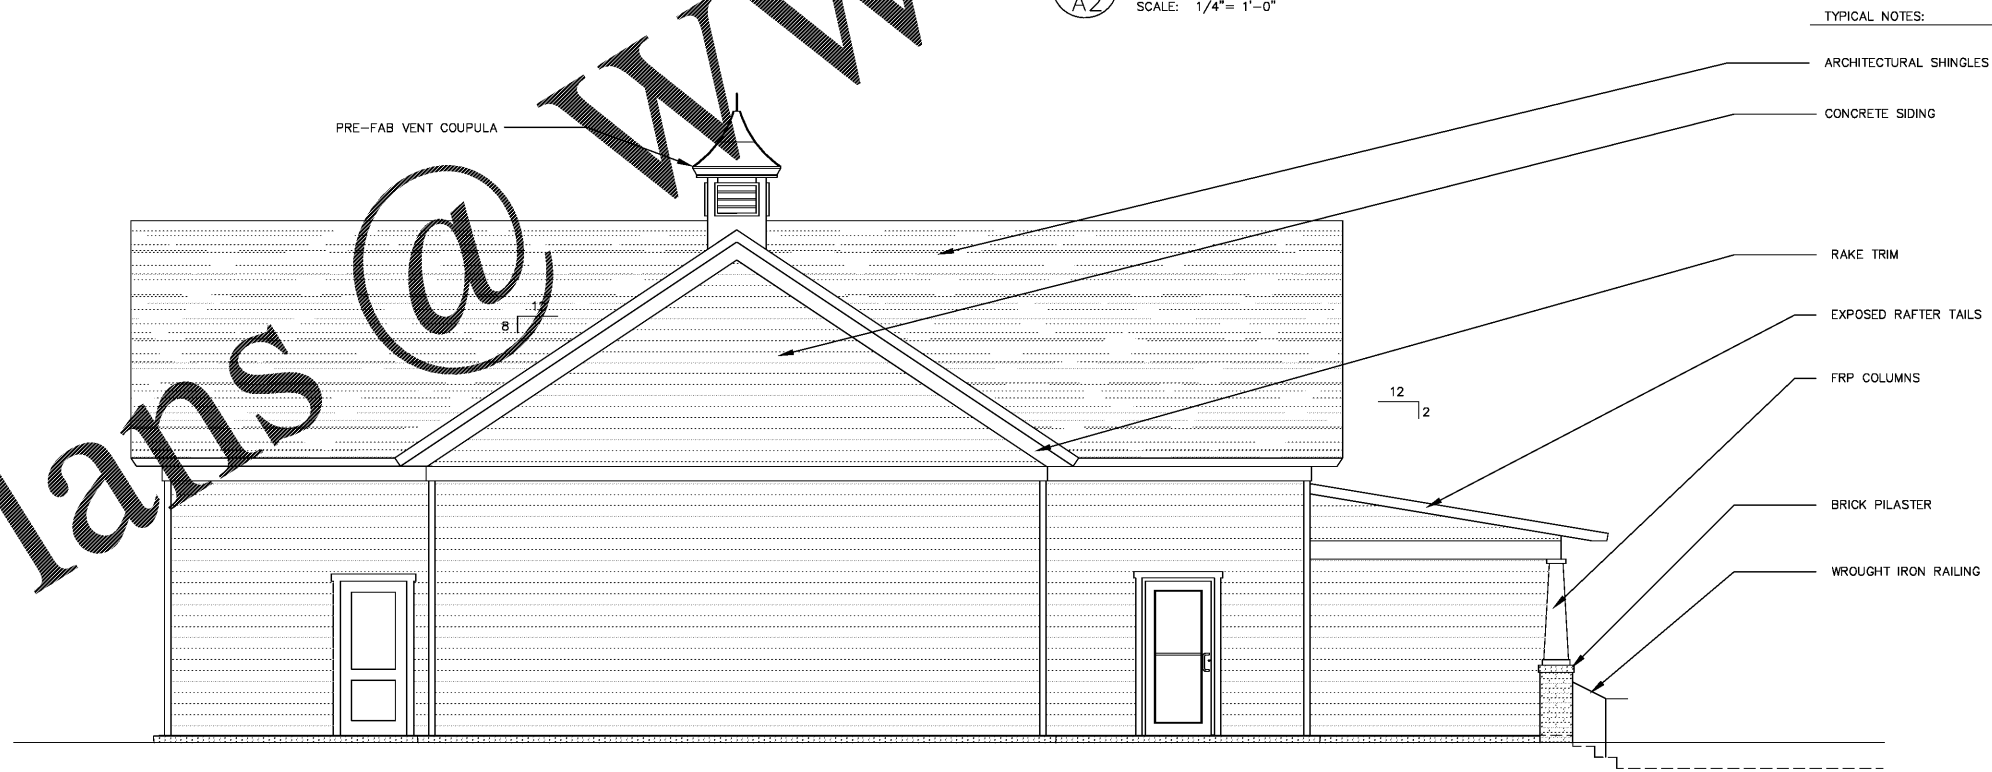 A2
SCALE: 1/4"= 1'-0"
TYPICAL NOTES:
ARCHITECTURAL SHINGLES
CONCRETE SIDING
PRE-FAB VENT COUPULA
RAKE TRIM
EXPOSED RAFTER TAILS
12
8
FRP COLUMNS
12
2
BRICK PILASTER
WROUGHT IRON RAILING
lans @ w